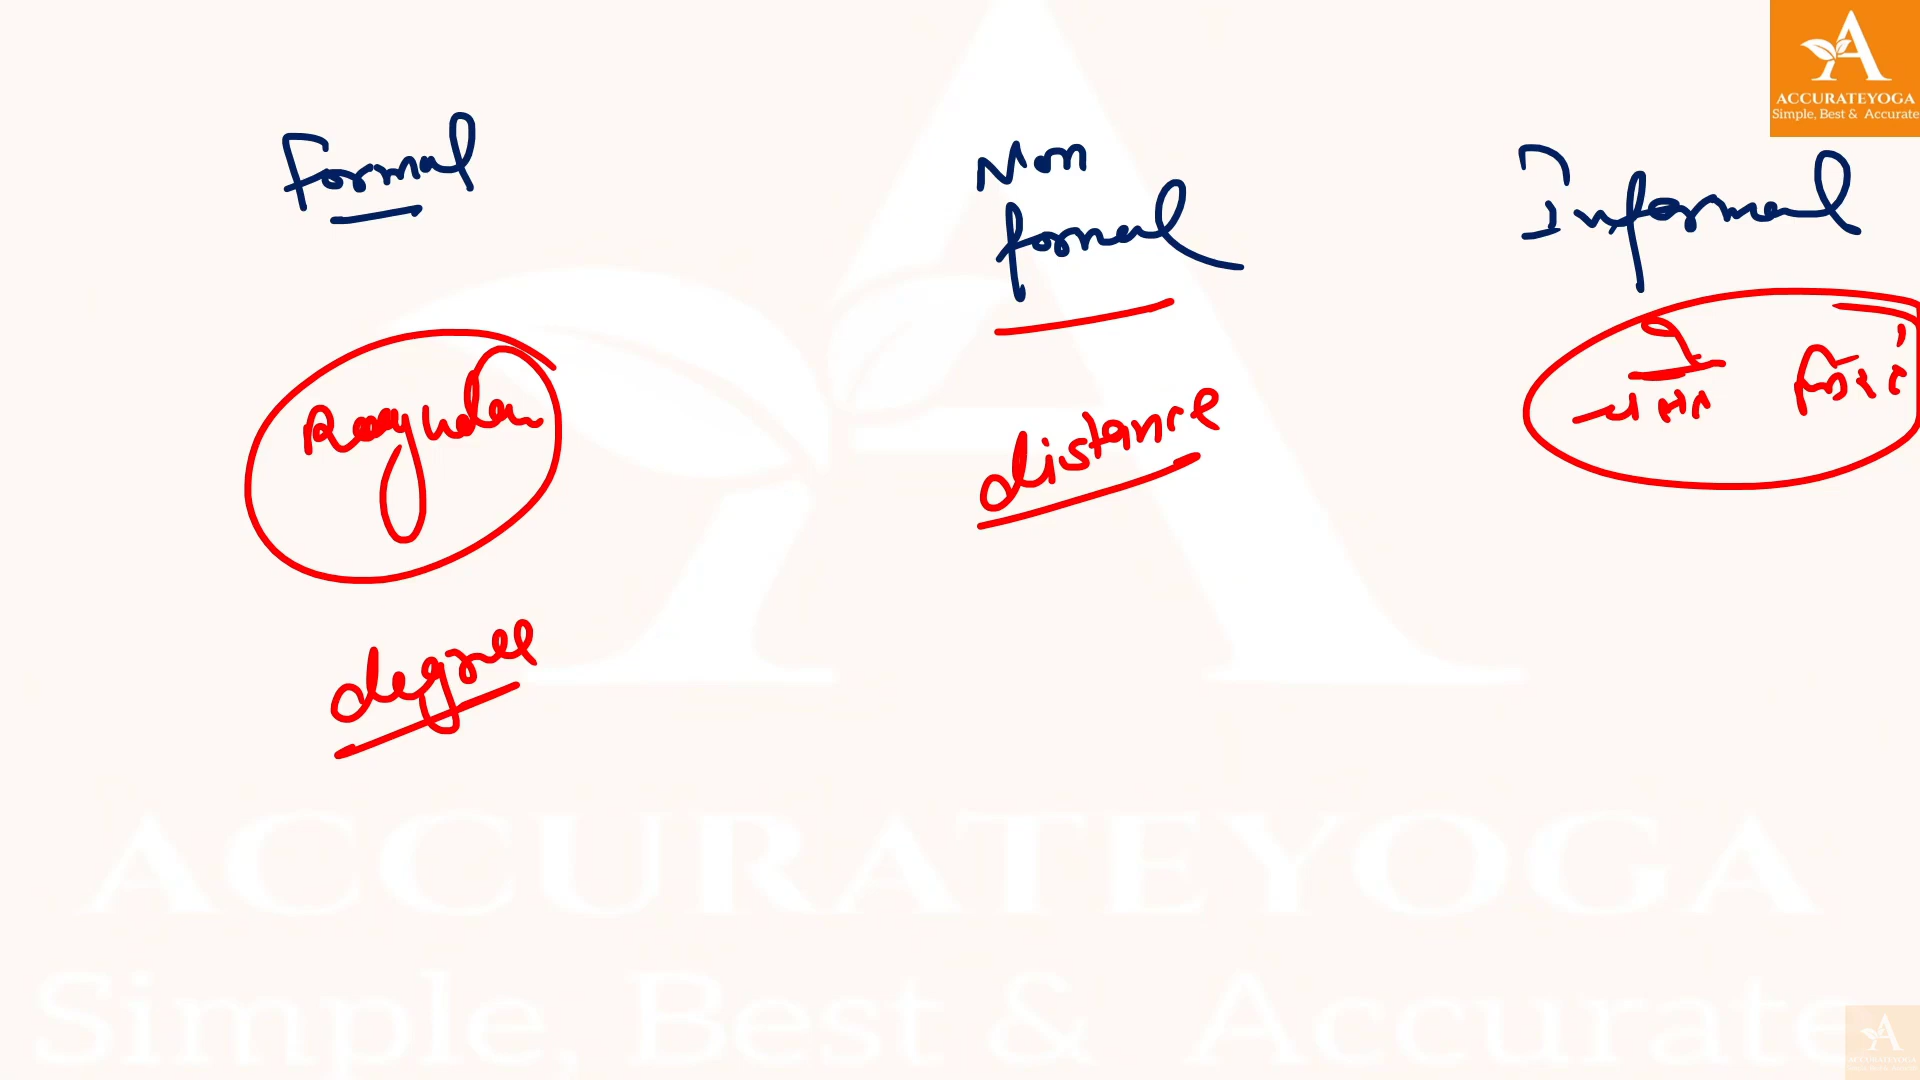 Formal
Non
formal
Informal
Regular
distance
degree
ACCURATEYOGA
Simple, Best & Accurate
ACCURATEYOGA
Simple, Best & Accurate